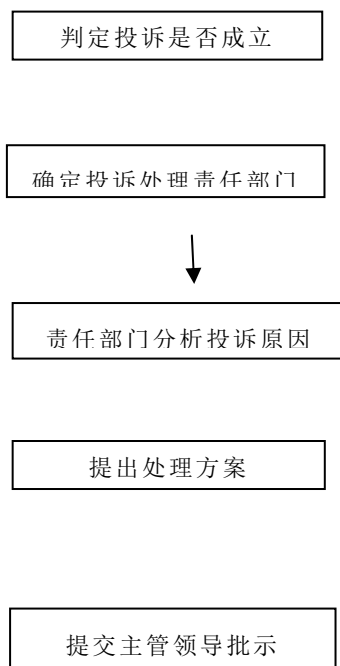 判定投诉是否成立
确定投诉处理责任部门
责任部门分析投诉原因
提出处理方案
提交主管领导批示